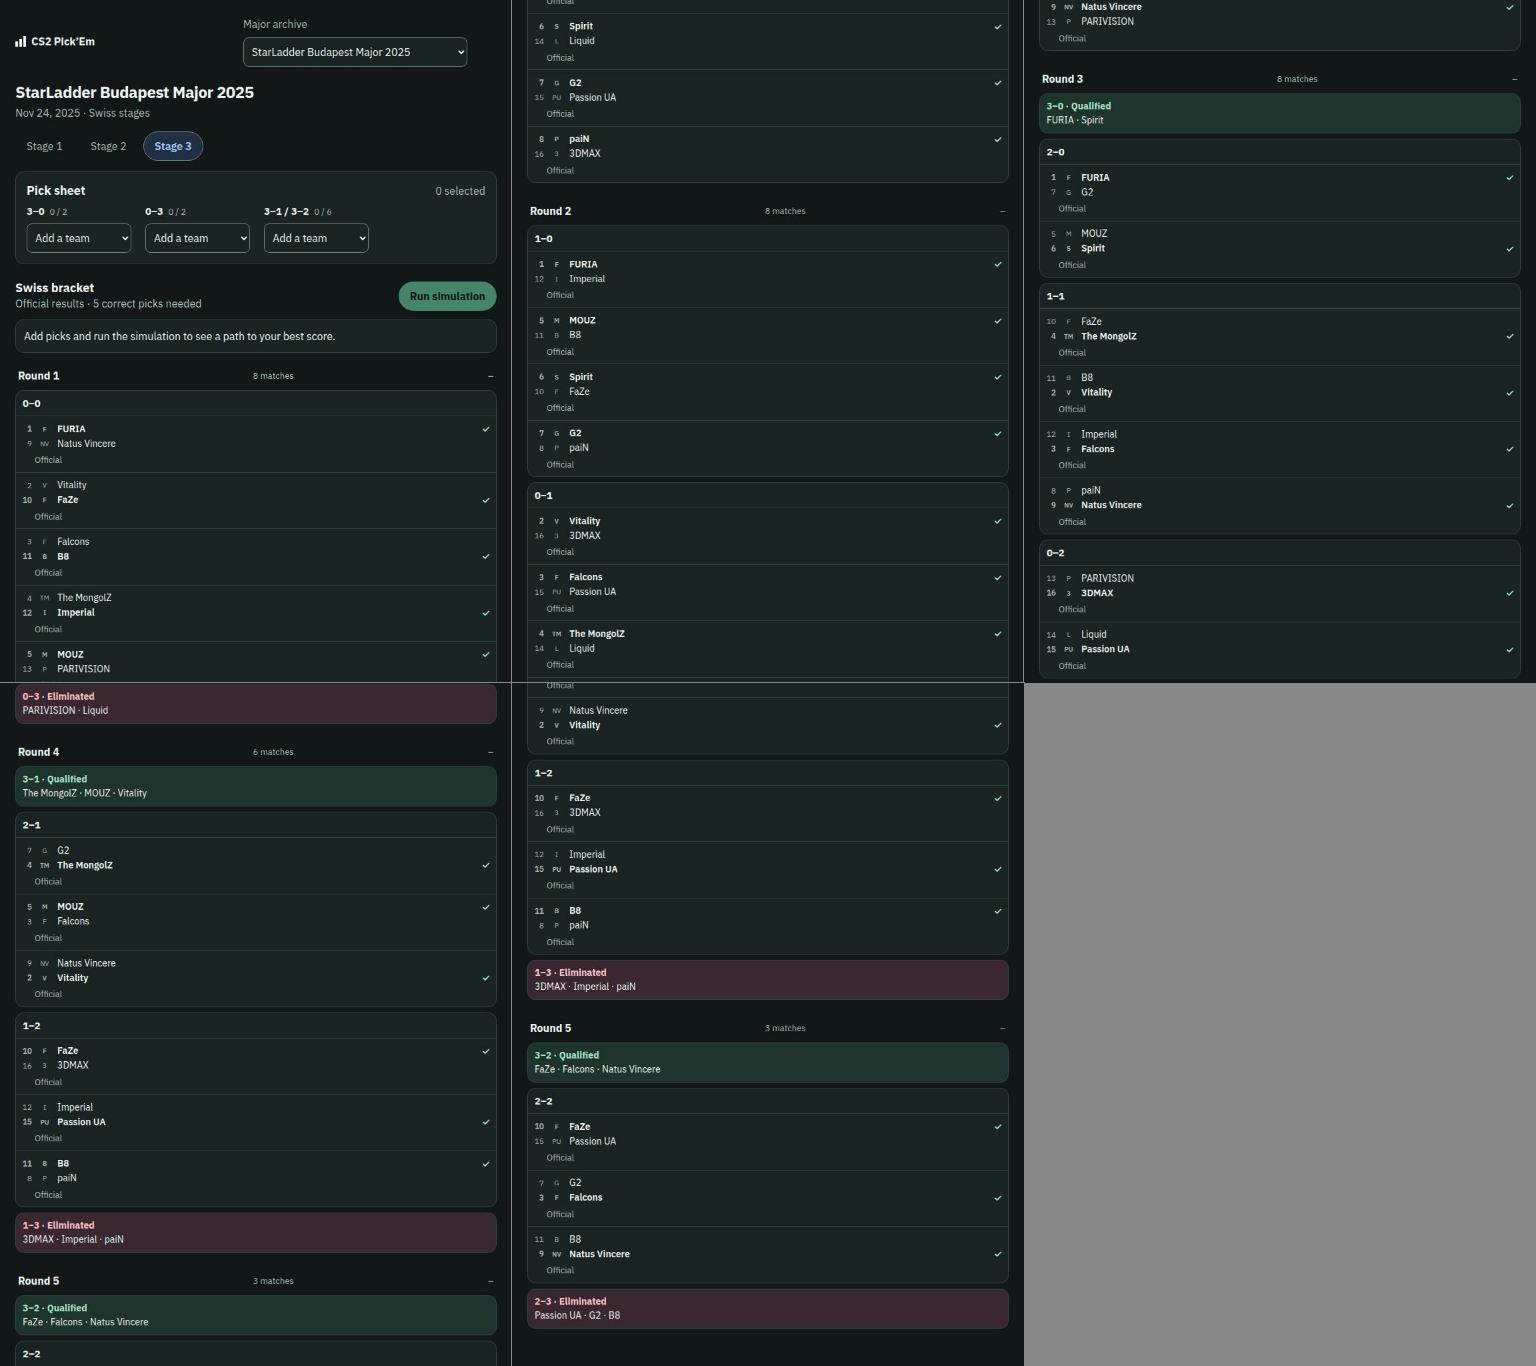 CS2 Pick'Em
Major archive
StarLadder Budapest Major 2025
StarLadder Budapest Major 2025
Nov 24, 2025 · Swiss stages
Stage 1 Stage 2 Stage 3
Pick sheet 0 selected
3–0 0 / 2 0–3 0 / 2 3–1 / 3–2 0 / 6
Add a team Add a team Add a team
Swiss bracket
Official results · 5 correct picks needed
Run simulation
Add picks and run the simulation to see a path to your best score.
Round 1 8 matches –
0–0
1 F FURIA ✓
9 NV Natus Vincere
Official
2 V Vitality
10 F FaZe ✓
Official
3 F Falcons
11 B B8 ✓
Official
4 TM The MongolZ
12 I Imperial ✓
Official
5 M MOUZ ✓
13 P PARIVISION
Official
6 S Spirit ✓
14 L Liquid
Official
7 G G2 ✓
15 PU Passion UA
Official
8 P paiN ✓
16 3 3DMAX
Official
Round 2 8 matches –
1–0
1 F FURIA ✓
12 I Imperial
Official
5 M MOUZ ✓
11 B B8
Official
6 S Spirit ✓
10 F FaZe
Official
7 G G2 ✓
8 P paiN
Official
0–1
2 V Vitality ✓
16 3 3DMAX
Official
3 F Falcons ✓
15 PU Passion UA
Official
4 TM The MongolZ ✓
14 L Liquid
Official
9 NV Natus Vincere ✓
13 P PARIVISION
Official
Round 3 8 matches –
3–0 · Qualified
FURIA · Spirit
2–0
1 F FURIA ✓
7 G G2
Official
5 M MOUZ
6 S Spirit ✓
Official
1–1
10 F FaZe
4 TM The MongolZ ✓
Official
11 B B8
2 V Vitality ✓
Official
12 I Imperial
3 F Falcons ✓
Official
8 P paiN
9 NV Natus Vincere ✓
Official
0–2
13 P PARIVISION
16 3 3DMAX ✓
Official
14 L Liquid
15 PU Passion UA ✓
Official
0–3 · Eliminated
PARIVISION · Liquid
Round 4 6 matches –
3–1 · Qualified
The MongolZ · MOUZ · Vitality
2–1
7 G G2
4 TM The MongolZ ✓
Official
5 M MOUZ ✓
3 F Falcons
Official
9 NV Natus Vincere
2 V Vitality ✓
Official
1–2
10 F FaZe ✓
16 3 3DMAX
Official
12 I Imperial
15 PU Passion UA ✓
Official
11 B B8 ✓
8 P paiN
Official
1–3 · Eliminated
3DMAX · Imperial · paiN
Round 5 3 matches –
3–2 · Qualified
FaZe · Falcons · Natus Vincere
2–2
Official
9 NV Natus Vincere
2 V Vitality ✓
Official
1–2
10 F FaZe ✓
16 3 3DMAX
Official
12 I Imperial
15 PU Passion UA ✓
Official
11 B B8 ✓
8 P paiN
Official
1–3 · Eliminated
3DMAX · Imperial · paiN
Round 5 3 matches –
3–2 · Qualified
FaZe · Falcons · Natus Vincere
2–2
10 F FaZe ✓
15 PU Passion UA
Official
7 G G2
3 F Falcons ✓
Official
11 B B8
9 NV Natus Vincere ✓
Official
2–3 · Eliminated
Passion UA · G2 · B8